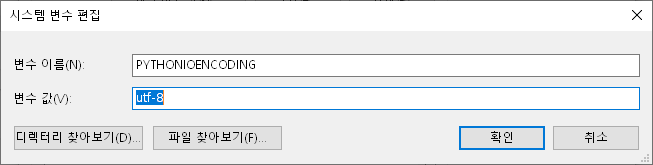 시스템 변수 편집
변수 이름(N): PYTHONIOENCODING
변수 값(V): utf-8
디렉터리 찾아보기(D)... 파일 찾아보기(F)... 확인 취소